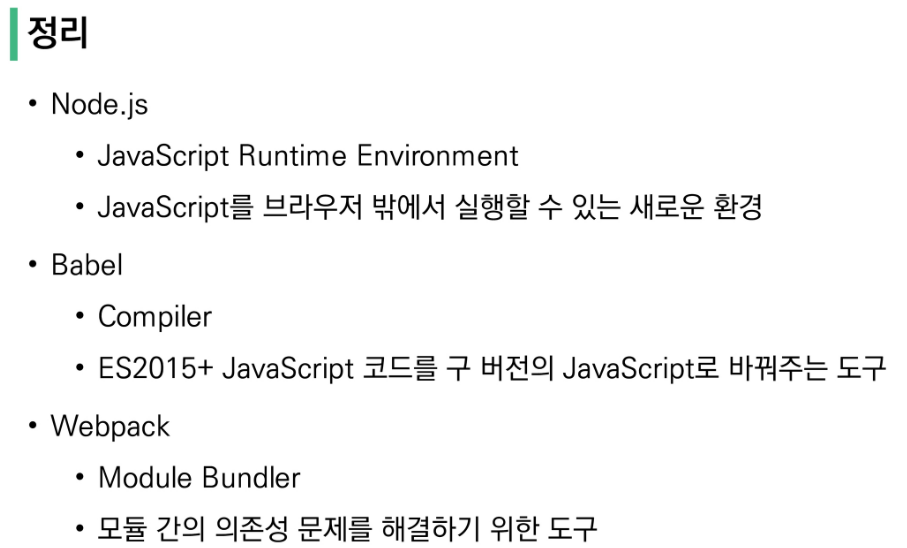 정리
• Node.js
• JavaScript Runtime Environment
• JavaScript를 브라우저 밖에서 실행할 수 있는 새로운 환경
• Babel
• Compiler
• ES2015+ JavaScript 코드를 구 버전의 JavaScript로 바꿔주는 도구
• Webpack
• Module Bundler
• 모듈 간의 의존성 문제를 해결하기 위한 도구